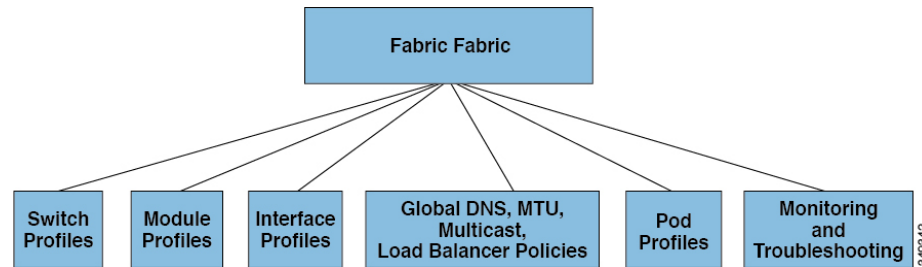 Fabric Fabric
Switch
Profiles
Module
Profiles
Interface
Profiles
Global DNS, MTU,
Multicast,
Load Balancer Policies
Pod
Profiles
Monitoring
and
Troubleshooting